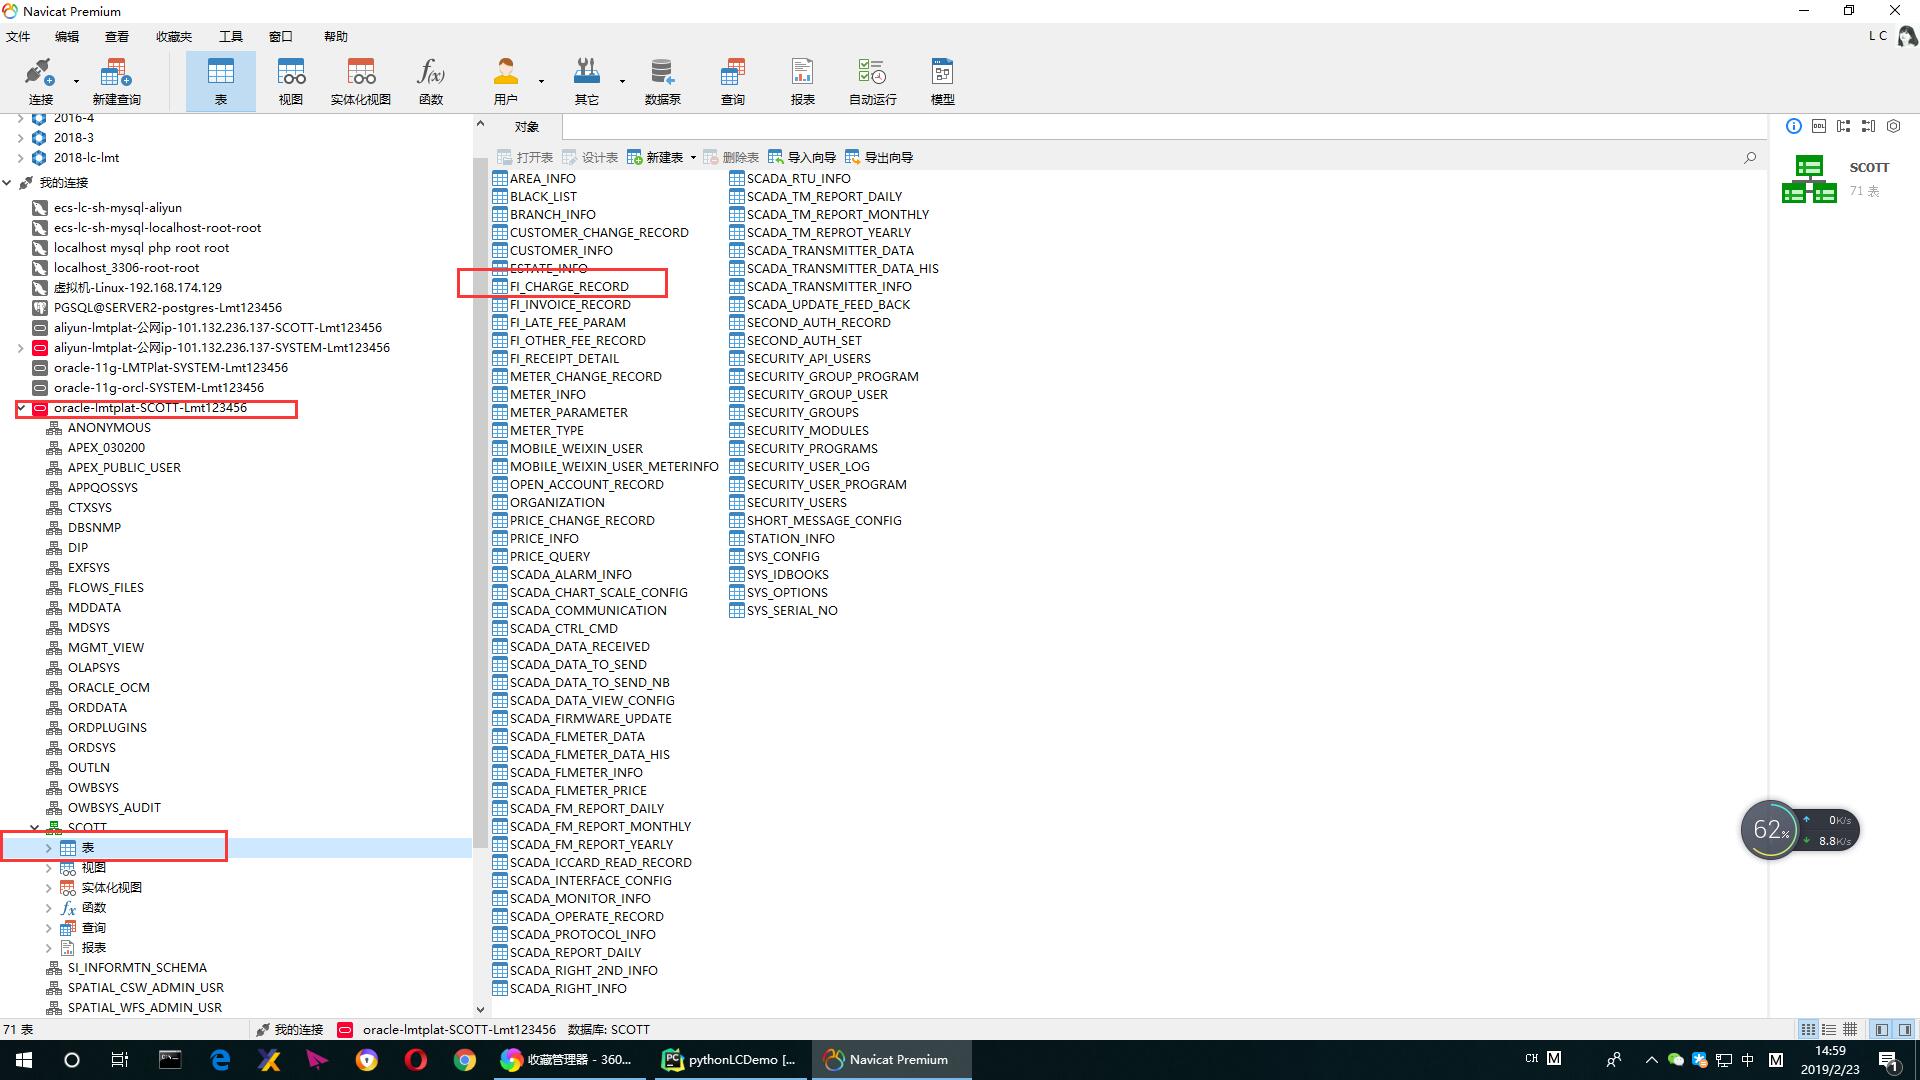 Navicat Premium
文件 编辑 查看 收藏夹 工具 窗口 帮助
L C
连接 新建查询 表 视图 实体化视图 函数 用户 其它 数据泵 查询 报表 自动运行 模型
2016-4
2018-3
2018-lc-lmt
我的连接
ecs-lc-sh-mysql-aliyun
ecs-lc-sh-mysql-localhost-root-root
localhost mysql php root root
localhost_3306-root-root
虚拟机-Linux-192.168.174.129
PGSQL@SERVER2-postgres-Lmt123456
aliyun-lmtplat-公网ip-101.132.236.137-SCOTT-Lmt123456
aliyun-lmtplat-公网ip-101.132.236.137-SYSTEM-Lmt123456
oracle-11g-LMTPlat-SYSTEM-Lmt123456
oracle-11g-orcl-SYSTEM-Lmt123456
oracle-lmtplat-SCOTT-Lmt123456
ANONYMOUS
APEX_030200
APEX_PUBLIC_USER
APPQOSSYS
CTXSYS
DBSNMP
DIP
EXFSYS
FLOWS_FILES
MDDATA
MDSYS
MGMT_VIEW
OLAPSYS
ORACLE_OCM
ORDDATA
ORDPLUGINS
ORDSYS
OUTLN
OWBSYS
OWBSYS_AUDIT
SCOTT
表
视图
实体化视图
函数
查询
报表
SI_INFORMTN_SCHEMA
SPATIAL_CSW_ADMIN_USR
SPATIAL_WFS_ADMIN_USR
对象
打开表 设计表 新建表 删除表 导入向导 导出向导
AREA_INFO
BLACK_LIST
BRANCH_INFO
CUSTOMER_CHANGE_RECORD
CUSTOMER_INFO
ESTATE_INFO
FI_CHARGE_RECORD
FI_INVOICE_RECORD
FI_LATE_FEE_PARAM
FI_OTHER_FEE_RECORD
FI_RECEIPT_DETAIL
METER_CHANGE_RECORD
METER_INFO
METER_PARAMETER
METER_TYPE
MOBILE_WEIXIN_USER
MOBILE_WEIXIN_USER_METERINFO
OPEN_ACCOUNT_RECORD
ORGANIZATION
PRICE_CHANGE_RECORD
PRICE_INFO
PRICE_QUERY
SCADA_ALARM_INFO
SCADA_CHART_SCALE_CONFIG
SCADA_COMMUNICATION
SCADA_CTRL_CMD
SCADA_DATA_RECEIVED
SCADA_DATA_TO_SEND
SCADA_DATA_TO_SEND_NB
SCADA_DATA_VIEW_CONFIG
SCADA_FIRMWARE_UPDATE
SCADA_FLMETER_DATA
SCADA_FLMETER_DATA_HIS
SCADA_FLMETER_INFO
SCADA_FLMETER_PRICE
SCADA_FM_REPORT_DAILY
SCADA_FM_REPORT_MONTHLY
SCADA_FM_REPORT_YEARLY
SCADA_ICCARD_READ_RECORD
SCADA_INTERFACE_CONFIG
SCADA_MONITOR_INFO
SCADA_OPERATE_RECORD
SCADA_PROTOCOL_INFO
SCADA_REPORT_DAILY
SCADA_RIGHT_2ND_INFO
SCADA_RIGHT_INFO
SCADA_RTU_INFO
SCADA_TM_REPORT_DAILY
SCADA_TM_REPORT_MONTHLY
SCADA_TM_REPROT_YEARLY
SCADA_TRANSMITTER_DATA
SCADA_TRANSMITTER_DATA_HIS
SCADA_TRANSMITTER_INFO
SCADA_UPDATE_FEED_BACK
SECOND_AUTH_RECORD
SECOND_AUTH_SET
SECURITY_API_USERS
SECURITY_GROUP_PROGRAM
SECURITY_GROUP_USER
SECURITY_GROUPS
SECURITY_MODULES
SECURITY_PROGRAMS
SECURITY_USER_LOG
SECURITY_USER_PROGRAM
SECURITY_USERS
SHORT_MESSAGE_CONFIG
STATION_INFO
SYS_CONFIG
SYS_IDBOOKS
SYS_OPTIONS
SYS_SERIAL_NO
DDL
SCOTT
71 表
62%
0K/s
8.8K/s
71 表 我的连接 oracle-lmtplat-SCOTT-Lmt123456 数据库: SCOTT
收藏管理器 - 360... pythonLCDemo [... Navicat Premium CH M 中 M 14:59
2019/2/23
1